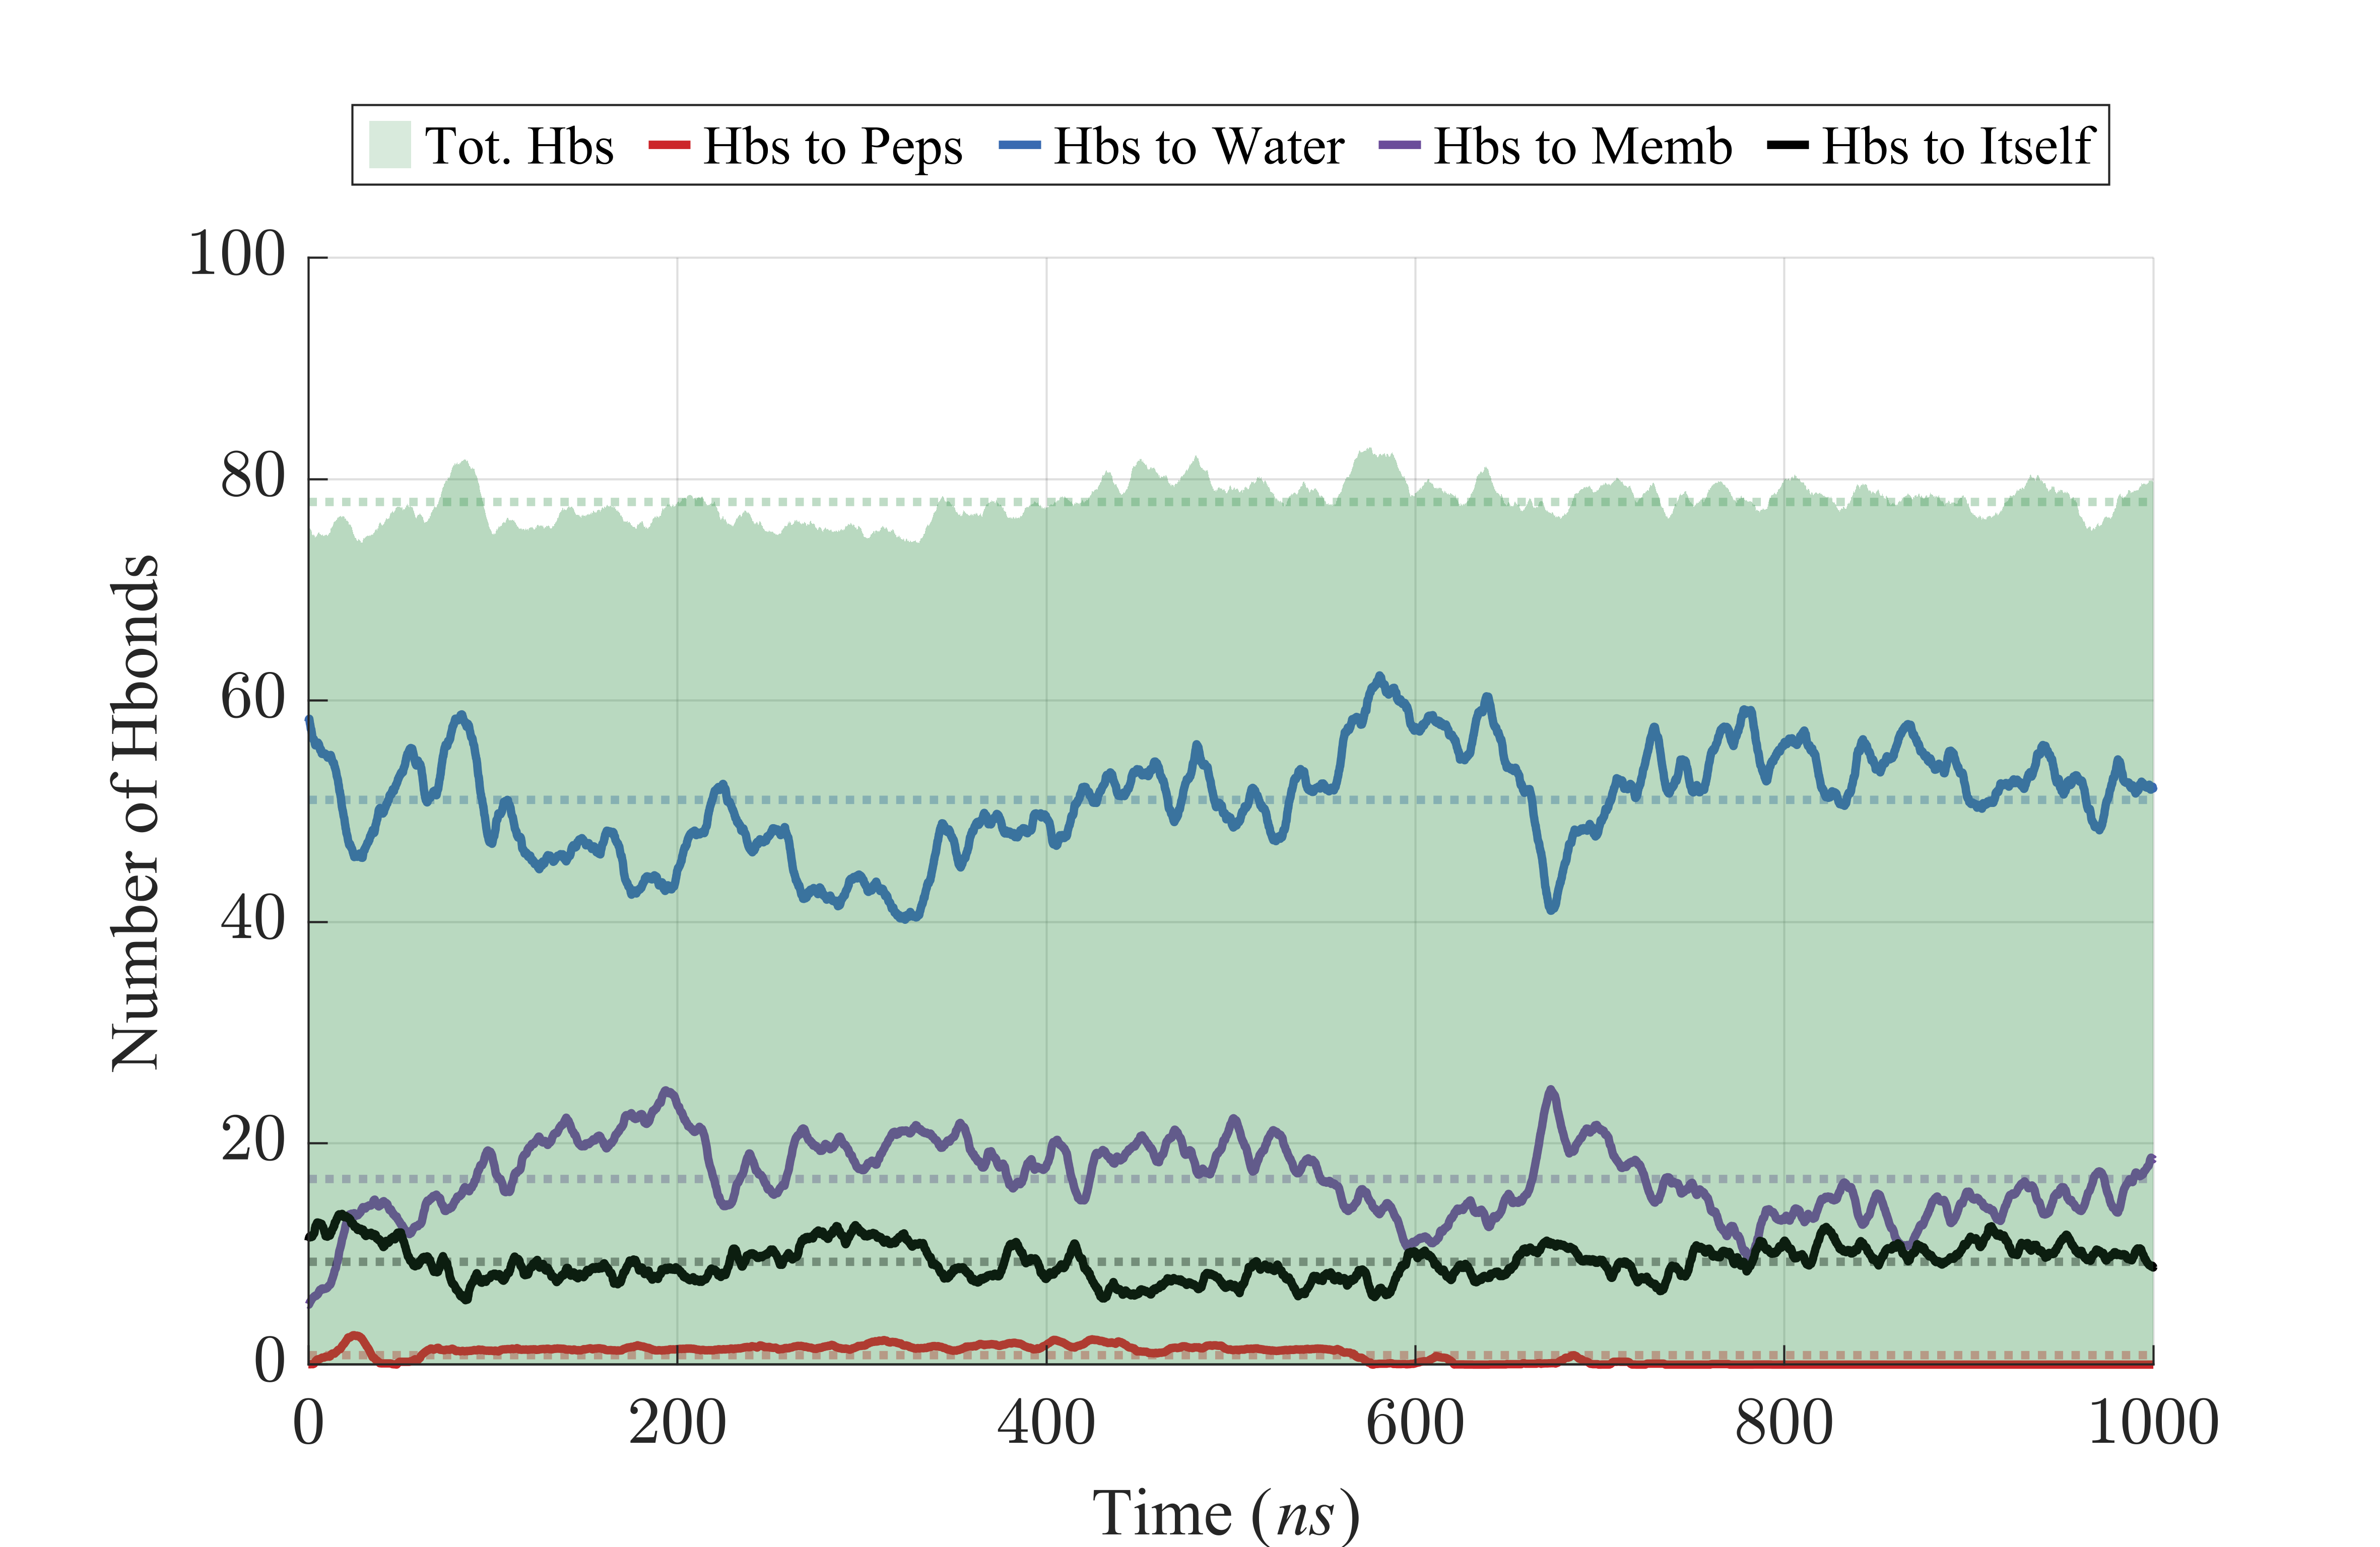 Tot. Hbs Hbs to Peps Hbs to Water Hbs to Memb Hbs to Itself
100
80
60
40
20
0
Number of Hbonds
0 200 400 600 800 1000
Time (ns)